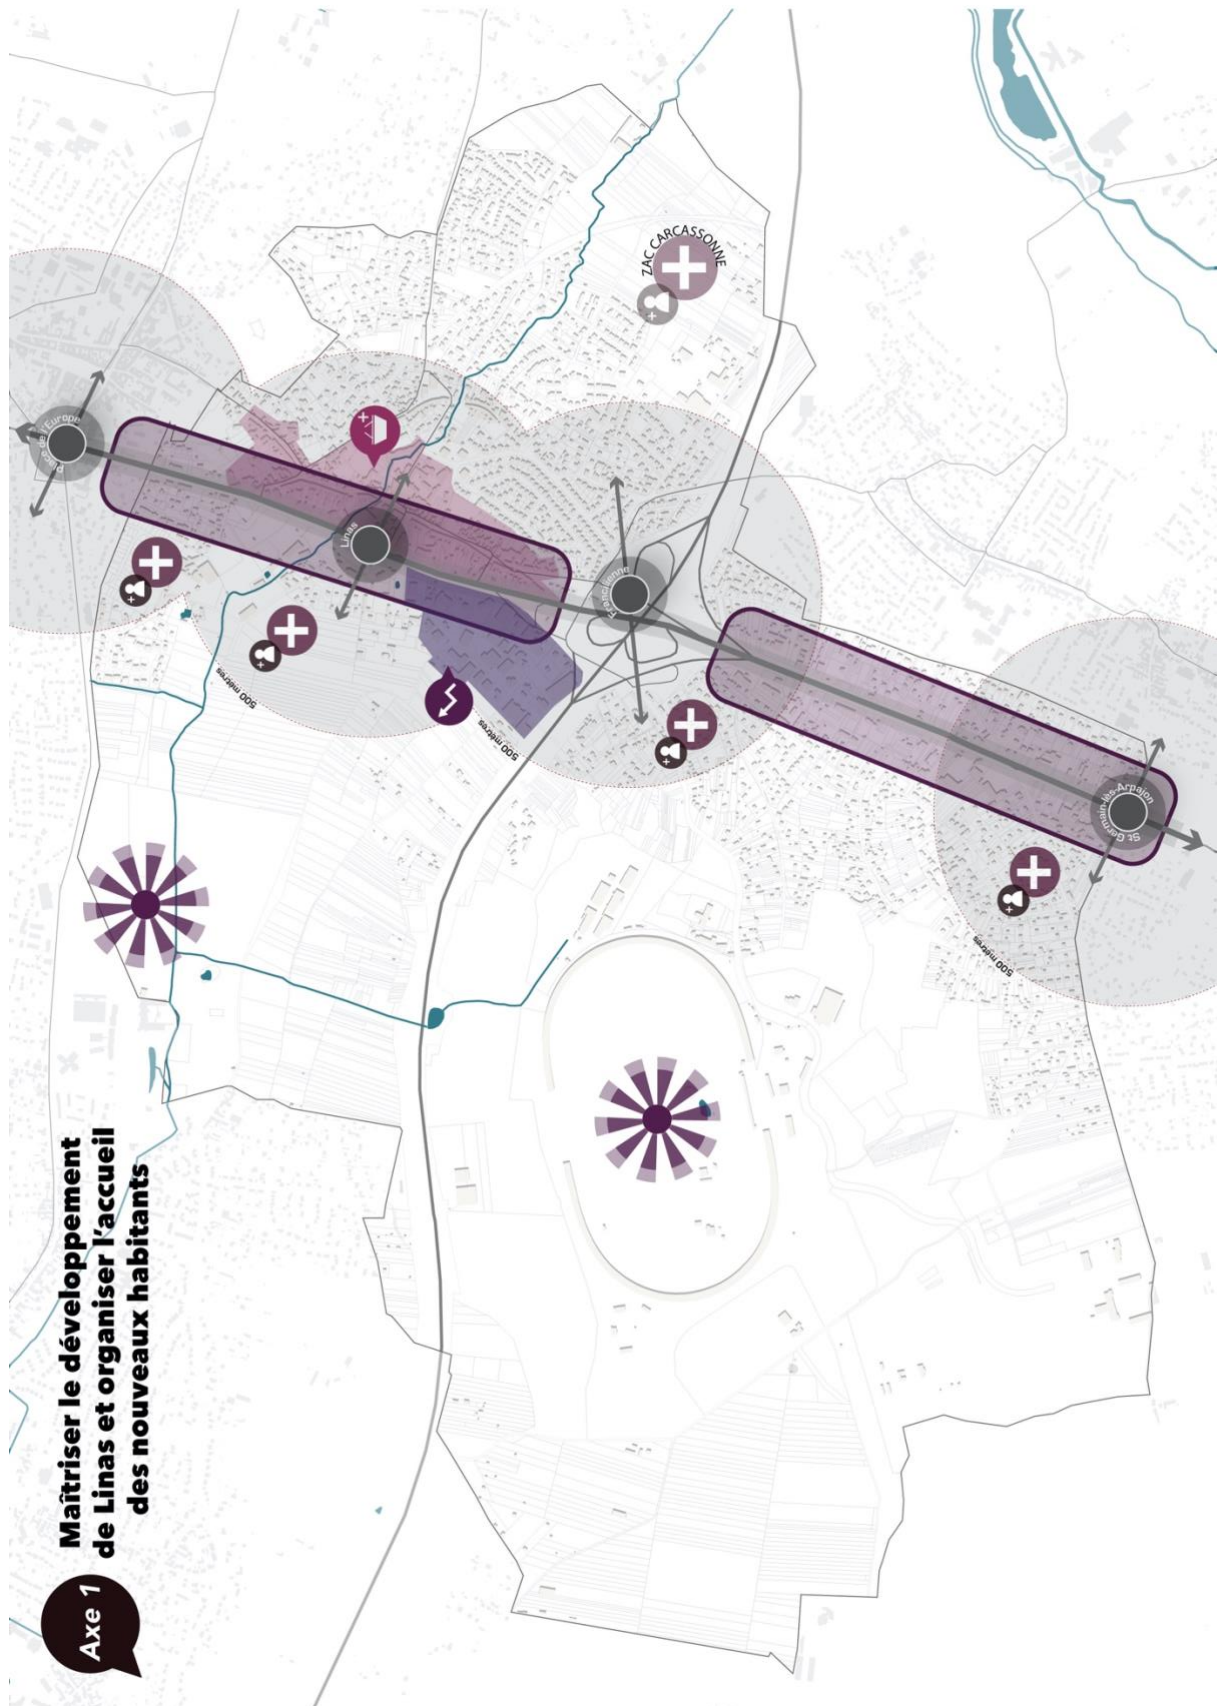 Axe 1
Maîtriser le développement
de Linas et organiser l'accueil
des nouveaux habitants
Place de l'Europe
Linas
500 mètres
500 mètres
Francilienne
ZAC CARCASSONNE
St Germain-lès-Arpajon
500 mètres